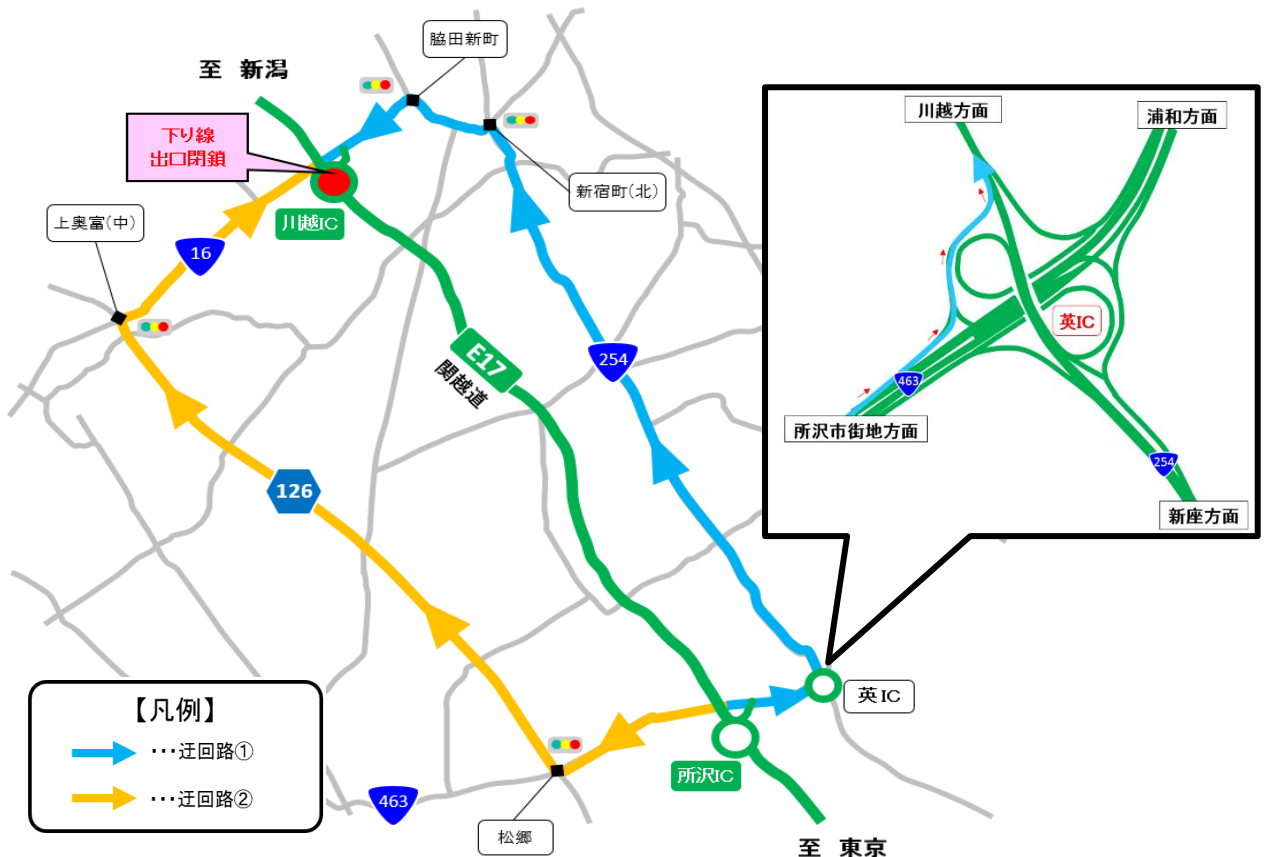 脇田新町
至 新潟
下り線
出口閉鎖
新宿町(北)
川越IC
上奥富(中)
16
E17
関越道
254
126
川越方面
浦和方面
英IC
463
所沢市街地方面
254
新座方面
英IC
所沢IC
463
松郷
至 東京
【凡例】
･･･迂回路①
･･･迂回路②